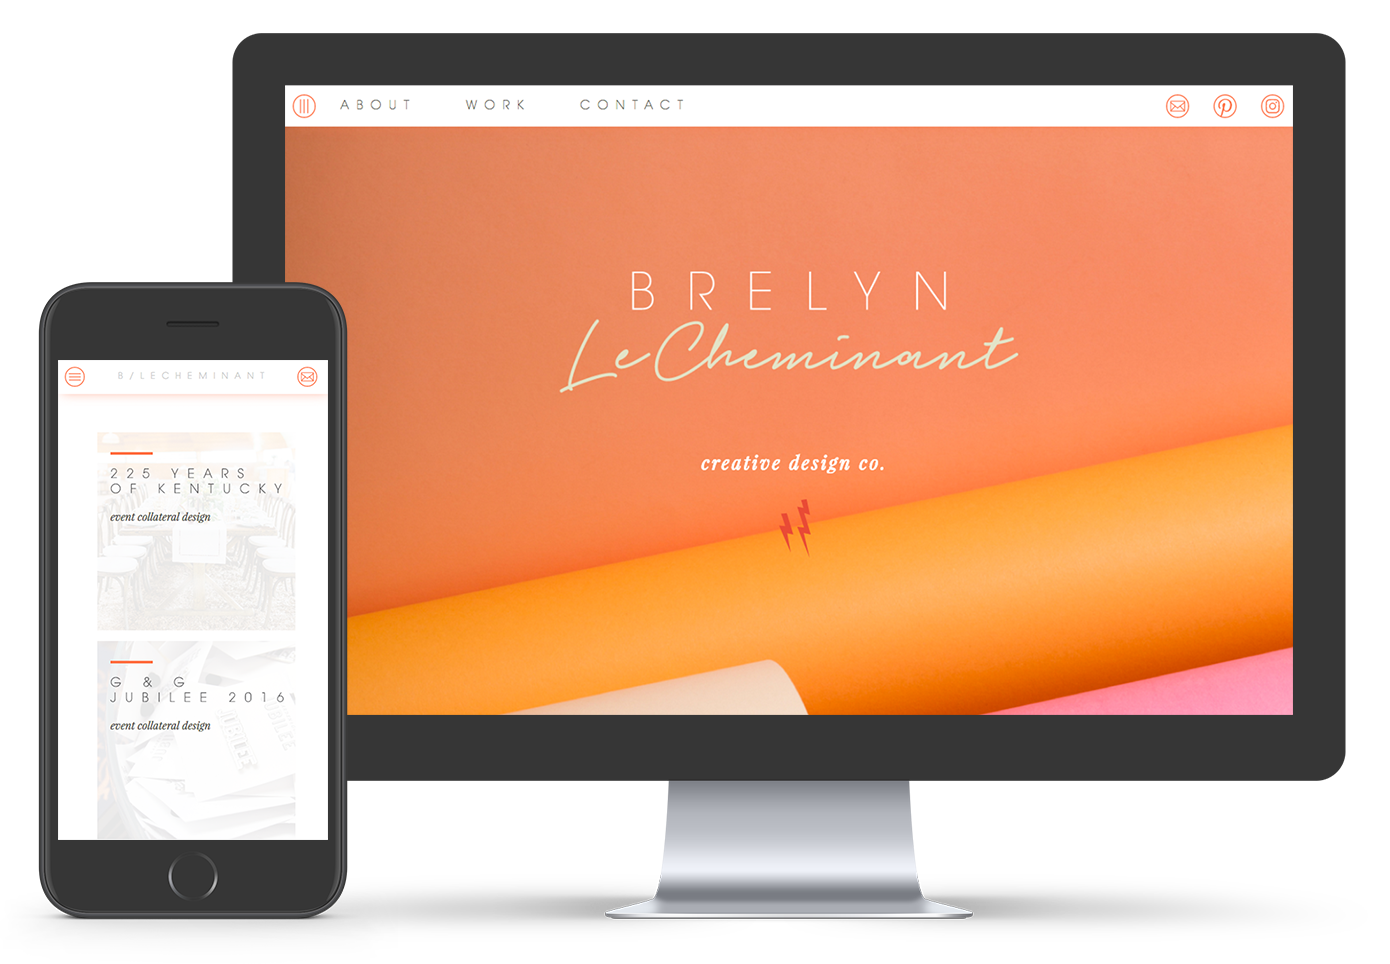 ABOUT WORK CONTACT
BRELYN
LeCheminant
creative design co.
B/LECHEMINANT
225 YEARS
OF KENTUCKY
event collateral design
G & G
JUBILEE 2016
event collateral design
JUBILEE